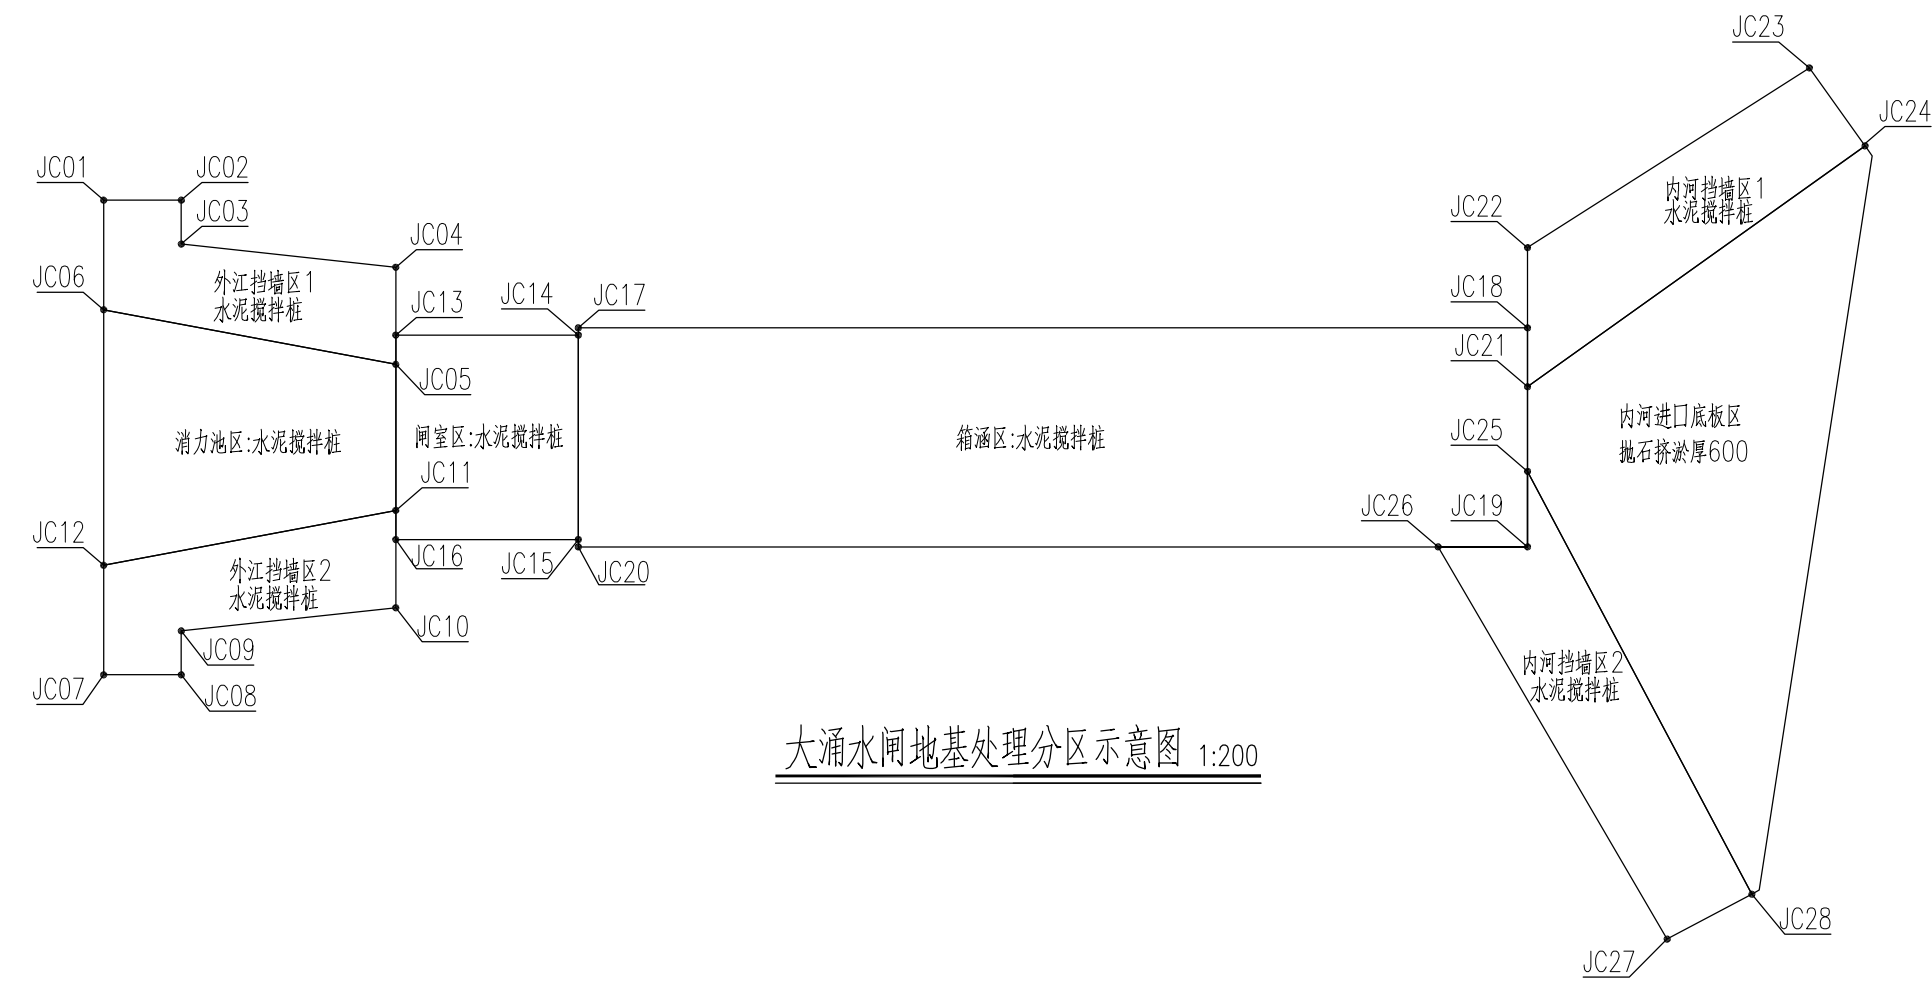 JC23
JC24
JC01
JC02
内河挡墙区1
水泥搅拌桩
JC03
JC22
JC04
JC06
外江挡墙区1
水泥搅拌桩
JC13
JC14
JC17
JC18
JC21
JC05
内河进口底板区
抛石挤淤厚600
消力池区:水泥搅拌桩
闸室区:水泥搅拌桩
箱涵区:水泥搅拌桩
JC25
JC11
JC26
JC19
JC12
JC16
JC15
JC20
外江挡墙区2
水泥搅拌桩
JC10
JC09
内河挡墙区2
水泥搅拌桩
JC07
JC08
大涌水闸地基处理分区示意图 1:200
JC28
JC27